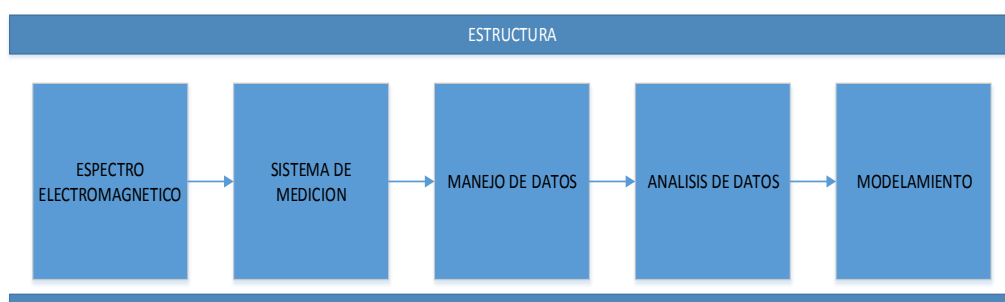 ESTRUCTURA
ESPECTRO
ELECTROMAGNETICO
SISTEMA DE
MEDICION
MANEJO DE DATOS
ANALISIS DE DATOS
MODELAMIENTO